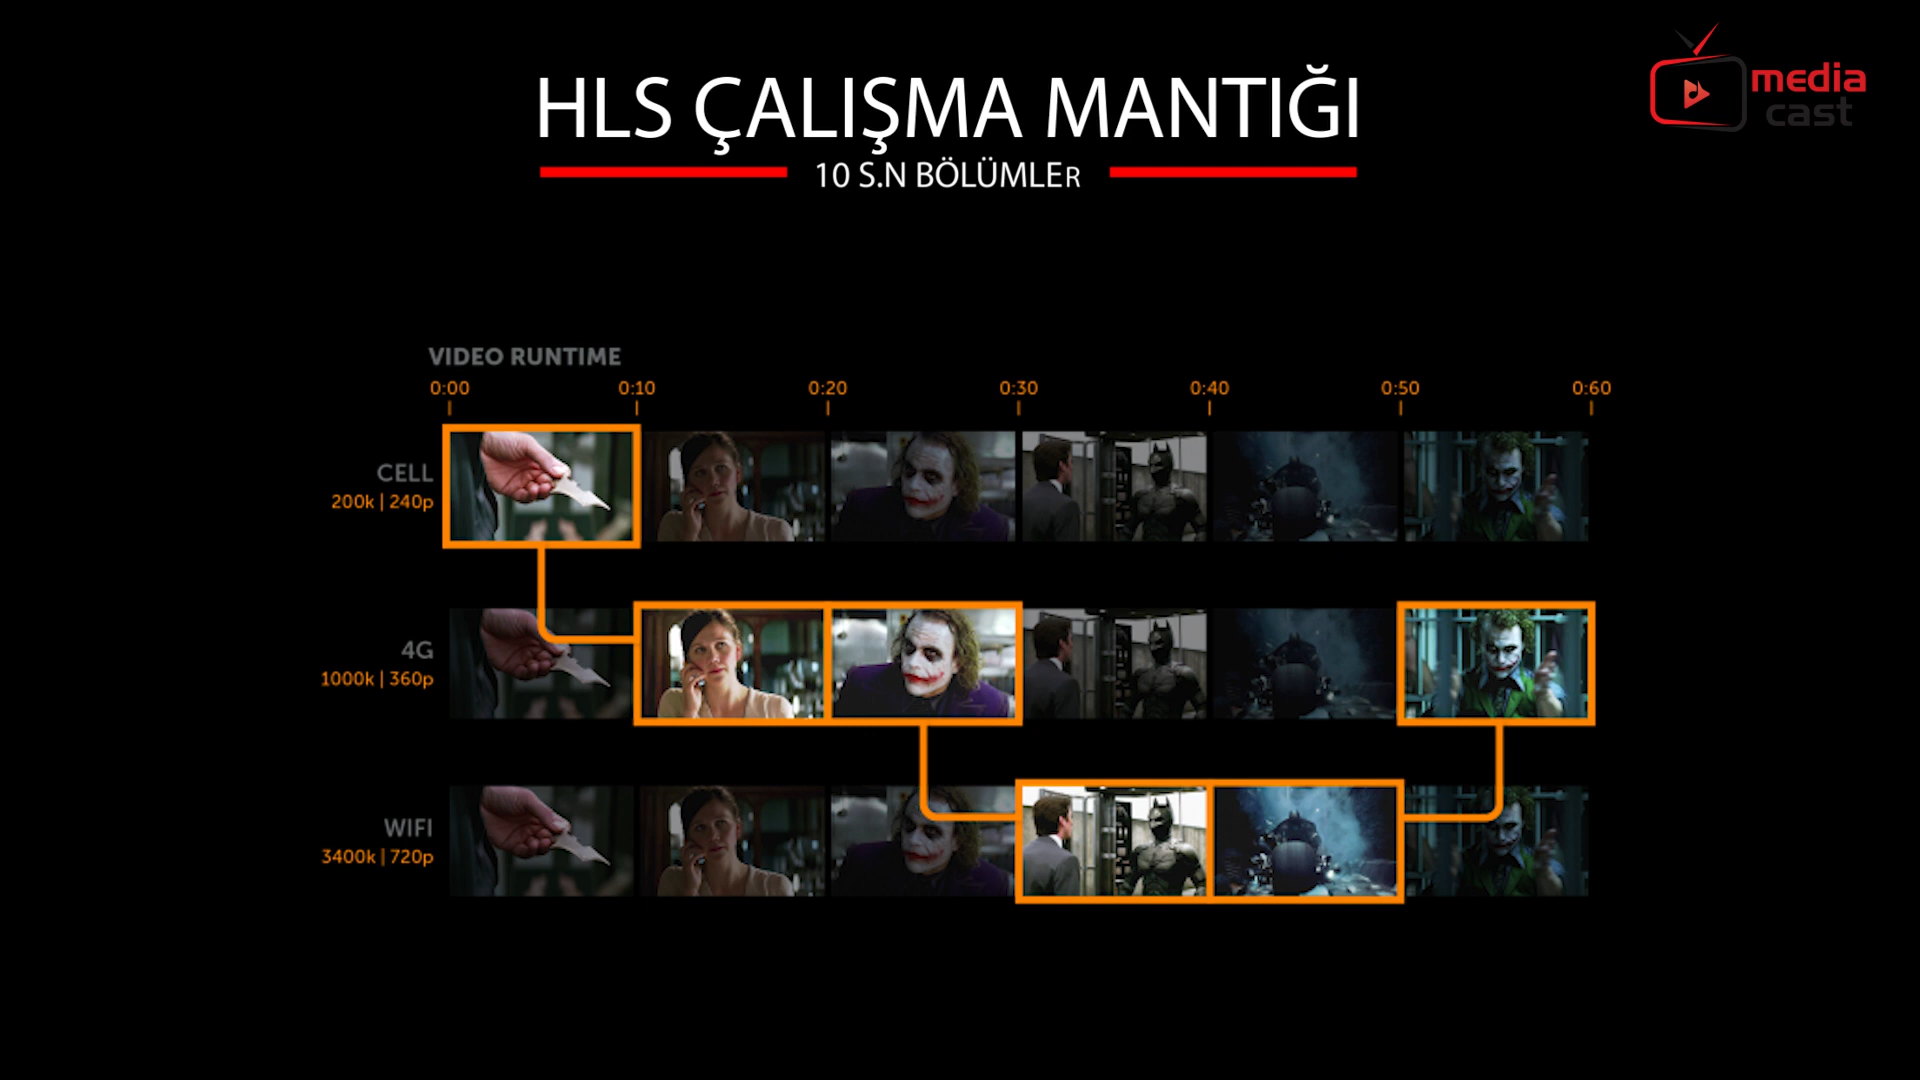 HLS ÇALIŞMA MANTIĞI
10 S.N BÖLÜMLER
media
cast
VIDEO RUNTIME
0:00 0:10 0:20 0:30 0:40 0:50 0:60
CELL
200k | 240p
4G
1000k | 360p
WIFI
3400k | 720p